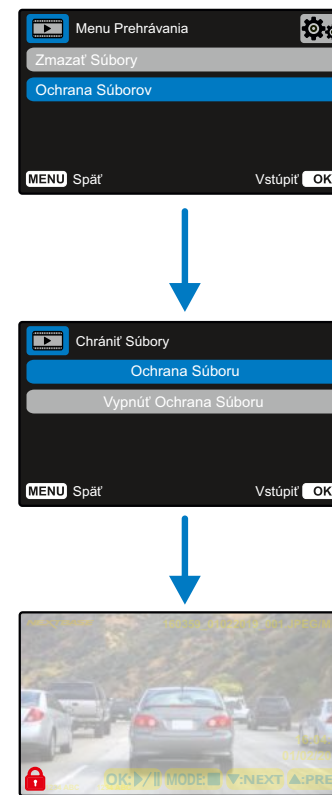 Menu Prehrávania
Zmazať Súbory
Ochrana Súborov
MENU Späť Vstúpiť OK
Chrániť Súbory
Ochrana Súboru
Vypnúť Ochrana Súboru
MENU Späť Vstúpiť OK
OK: / MODE: :NEXT :PRE